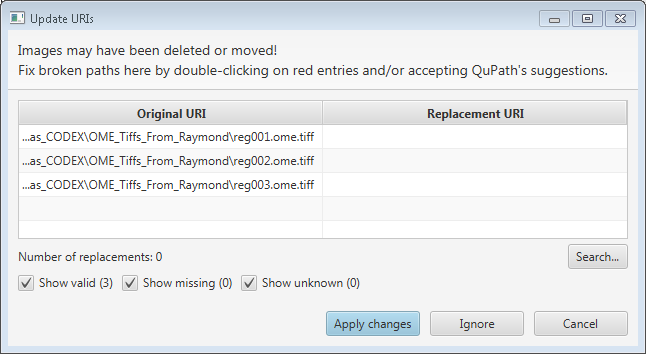 Update URIs
Images may have been deleted or moved!
Fix broken paths here by double-clicking on red entries and/or accepting QuPath's suggestions.
Original URI Replacement URI
...as_CODEX\OME_Tiffs_From_Raymond\reg001.ome.tiff
...as_CODEX\OME_Tiffs_From_Raymond\reg002.ome.tiff
...as_CODEX\OME_Tiffs_From_Raymond\reg003.ome.tiff
Number of replacements: 0 Search...
Show valid (3) Show missing (0) Show unknown (0)
Apply changes Ignore Cancel